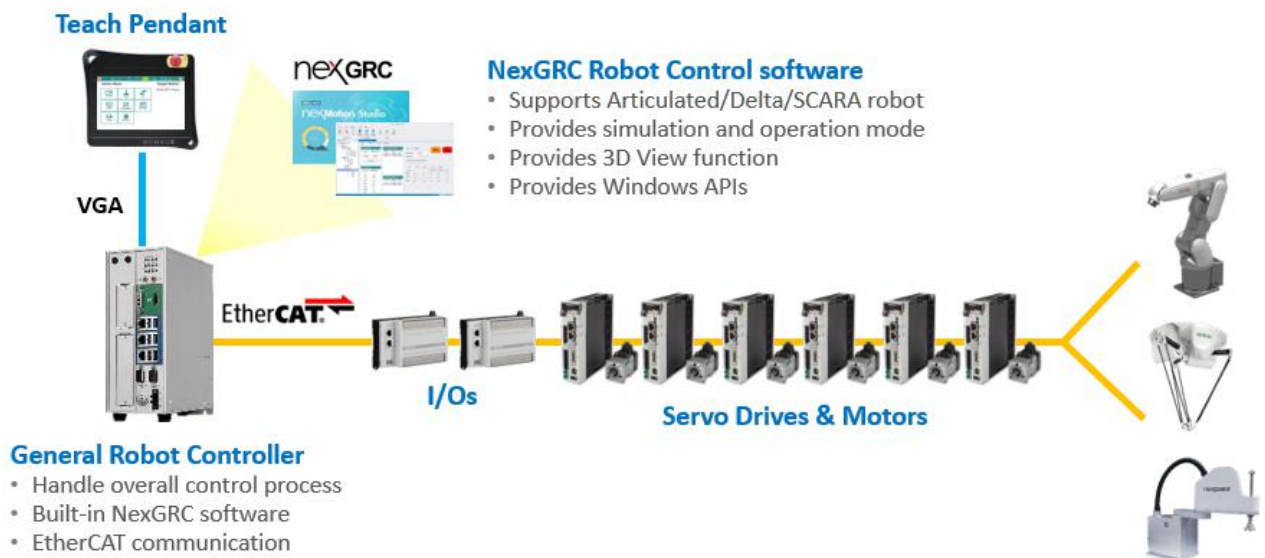 Teach Pendant
neXGRC
NexGRC Robot Control software
• Supports Articulated/Delta/SCARA robot
• Provides simulation and operation mode
• Provides 3D View function
• Provides Windows APIs
neXMotion Studio
VGA
EtherCAT
I/Os
Servo Drives & Motors
General Robot Controller
• Handle overall control process
• Built-in NexGRC software
• EtherCAT communication